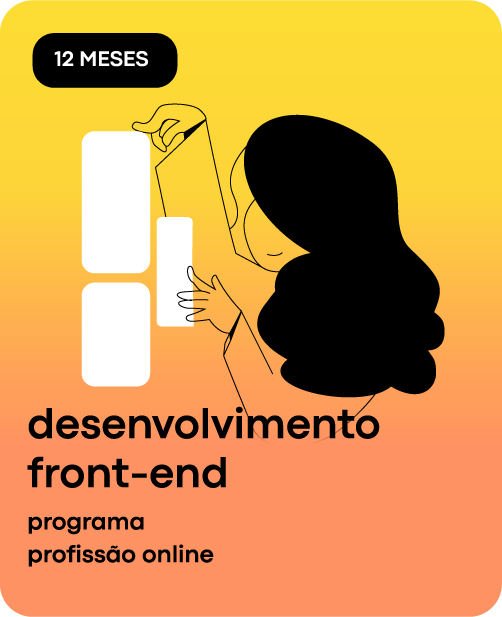 12 MESES
desenvolvimento
front-end
programa
profissão online